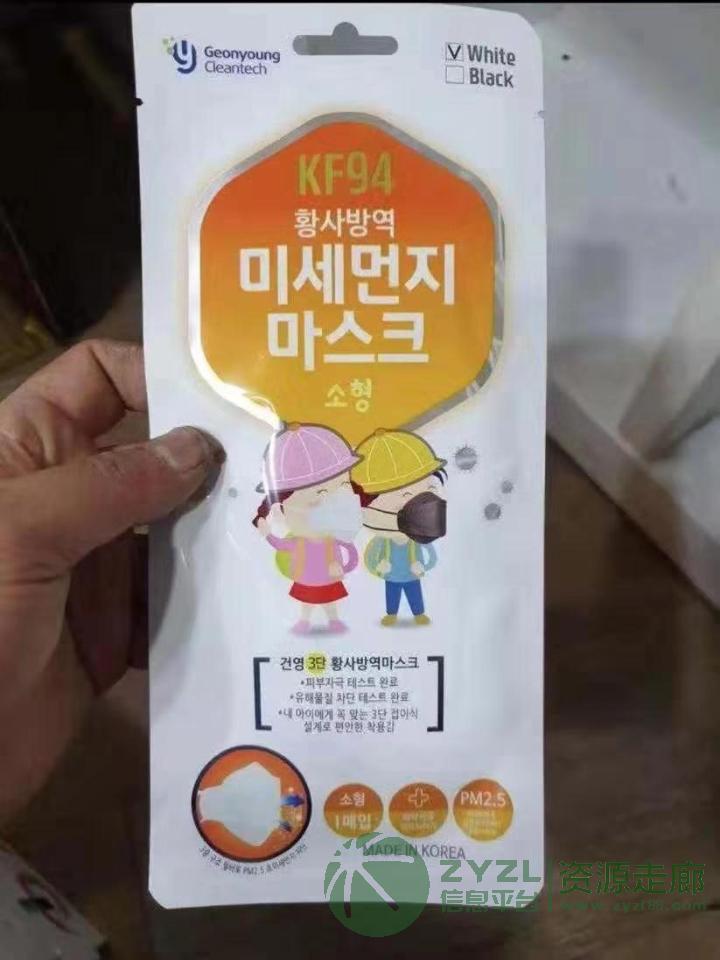 Geonyoung
Cleantech
White
Black
KF94
황사방역
미세먼지
마스크
소형
건영 3단 황사방역마스크
•피부자극 테스트 완료
•유해물질 차단 테스트 완료
•내 아이에게 꼭 맞는 3단 접이식
설계로 편안한 착용감
소형
1매입
PM2.5
MADE IN KOREA
ZYZL
信息平台
资源走廊
www.zyzl88.com